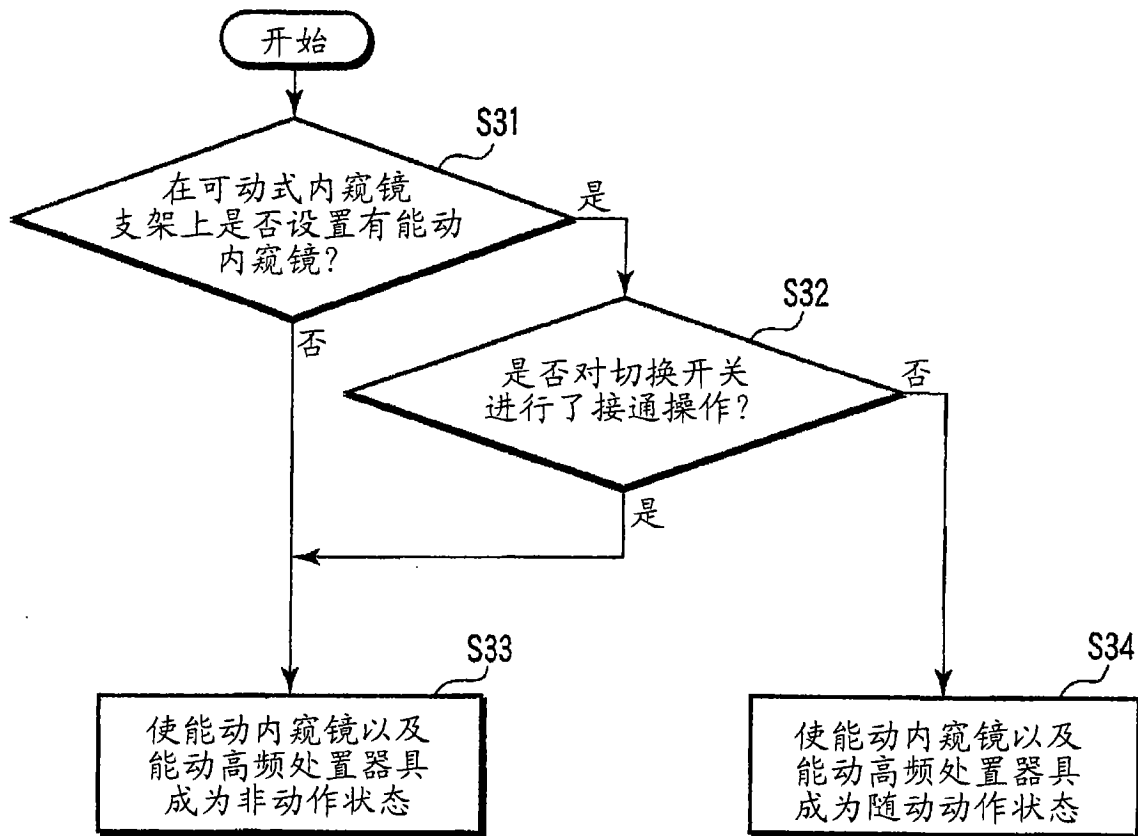 开始
S31
在可动式内窥镜
支架上是否设置有能动
内窥镜?
是
否
S32
是否对切换开关
进行了接通操作?
否
是
S33
使能动内窥镜以及
能动高频处置器具
成为非动作状态
S34
使能动内窥镜以及
能动高频处置器具
成为随动动作状态